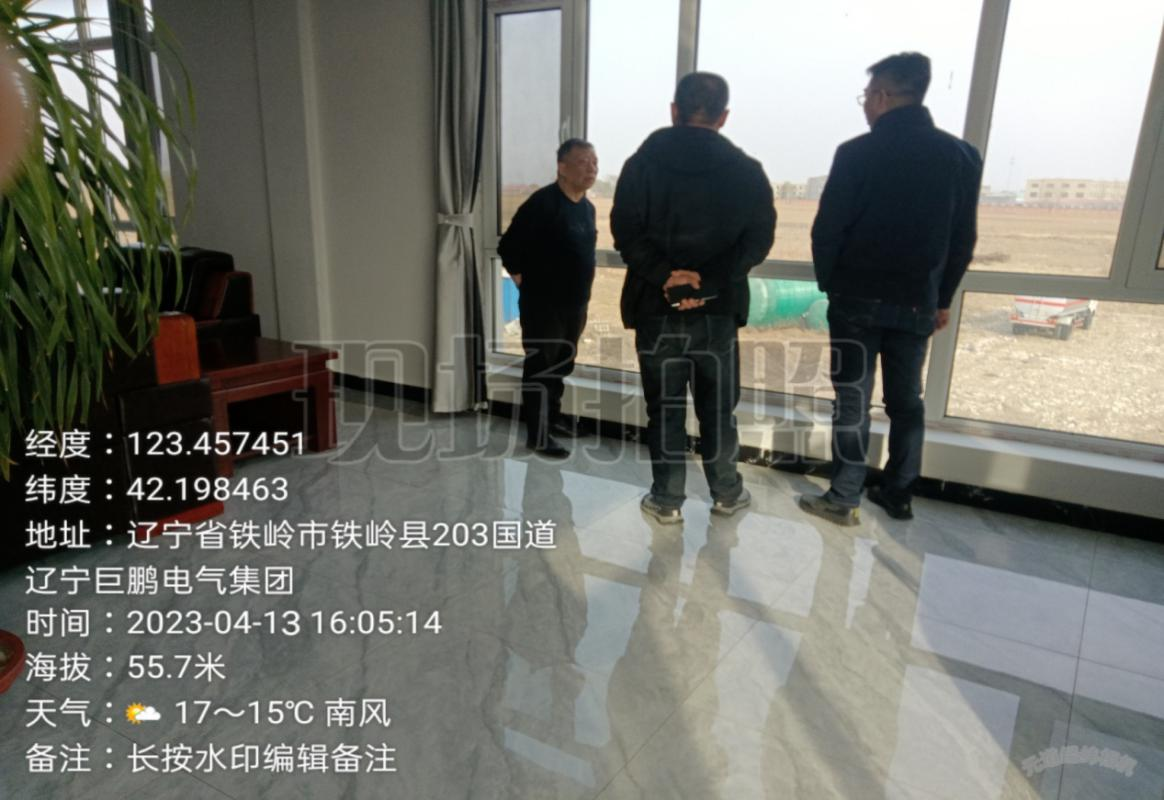 现场拍照
经度：123.457451
纬度：42.198463
地址：辽宁省铁岭市铁岭县203国道
辽宁巨鹏电气集团
时间：2023-04-13 16:05:14
海拔：55.7米
天气： 17～15℃ 南风
备注：长按水印编辑备注